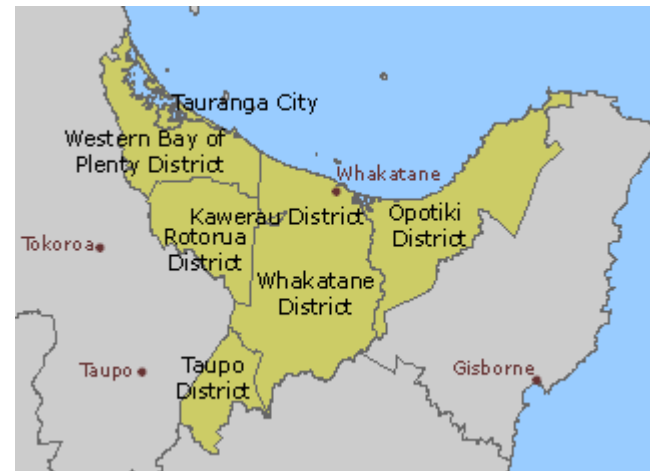 Tauranga City
Western Bay of
Plenty District
Whakatane
Kawerau District
Opotiki
District
Rotorua
District
Tokoroa
Whakatane
District
Taupo
Taupo
District
Gisborne